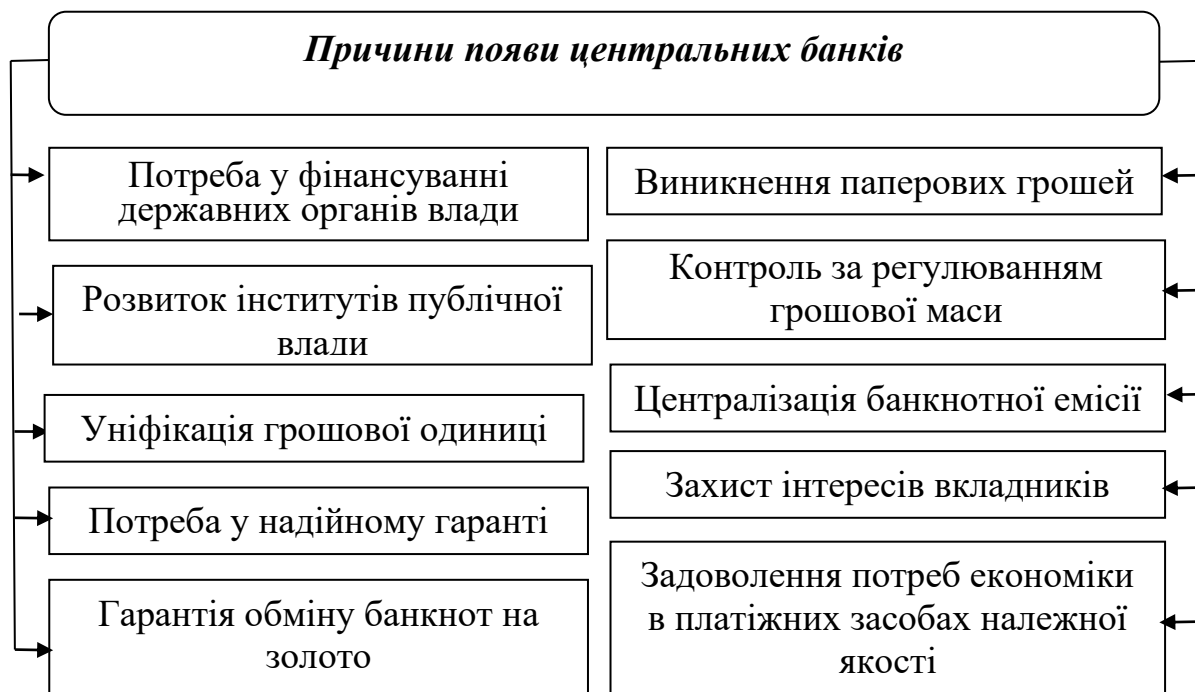 Причини появи центральних банків
Потреба у фінансуванні
державних органів влади
Розвиток інститутів публічної
влади
Уніфікація грошової одиниці
Потреба у надійному гаранті
Гарантія обміну банкнот на
золото
Виникнення паперових грошей
Контроль за регулюванням
грошової маси
Централізація банкнотної емісії
Захист інтересів вкладників
Задоволення потреб економіки
в платіжних засобах належної
якості